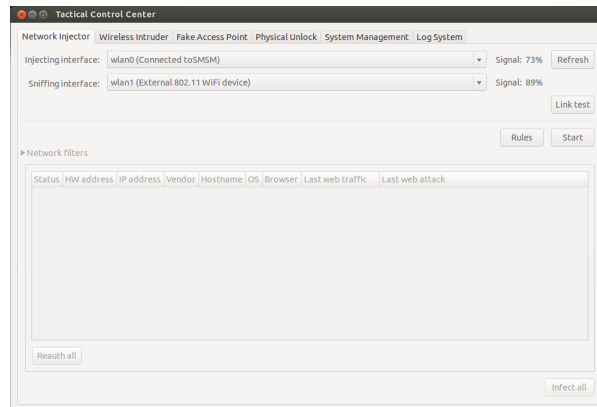 Tactical Control Center
Network Injector Wireless Intruder Fake Access Point Physical Unlock System Management Log System
Injecting interface: wlan0 (Connected toSMSM) Signal: 73% Refresh
Sniffing interface: wlan1 (External 802.11 WiFi device) Signal: 89%
Link test
Rules Start
Network filters
Status HW address IP address Vendor Hostname OS Browser Last web traffic Last web attack
Reauth all
Infect all